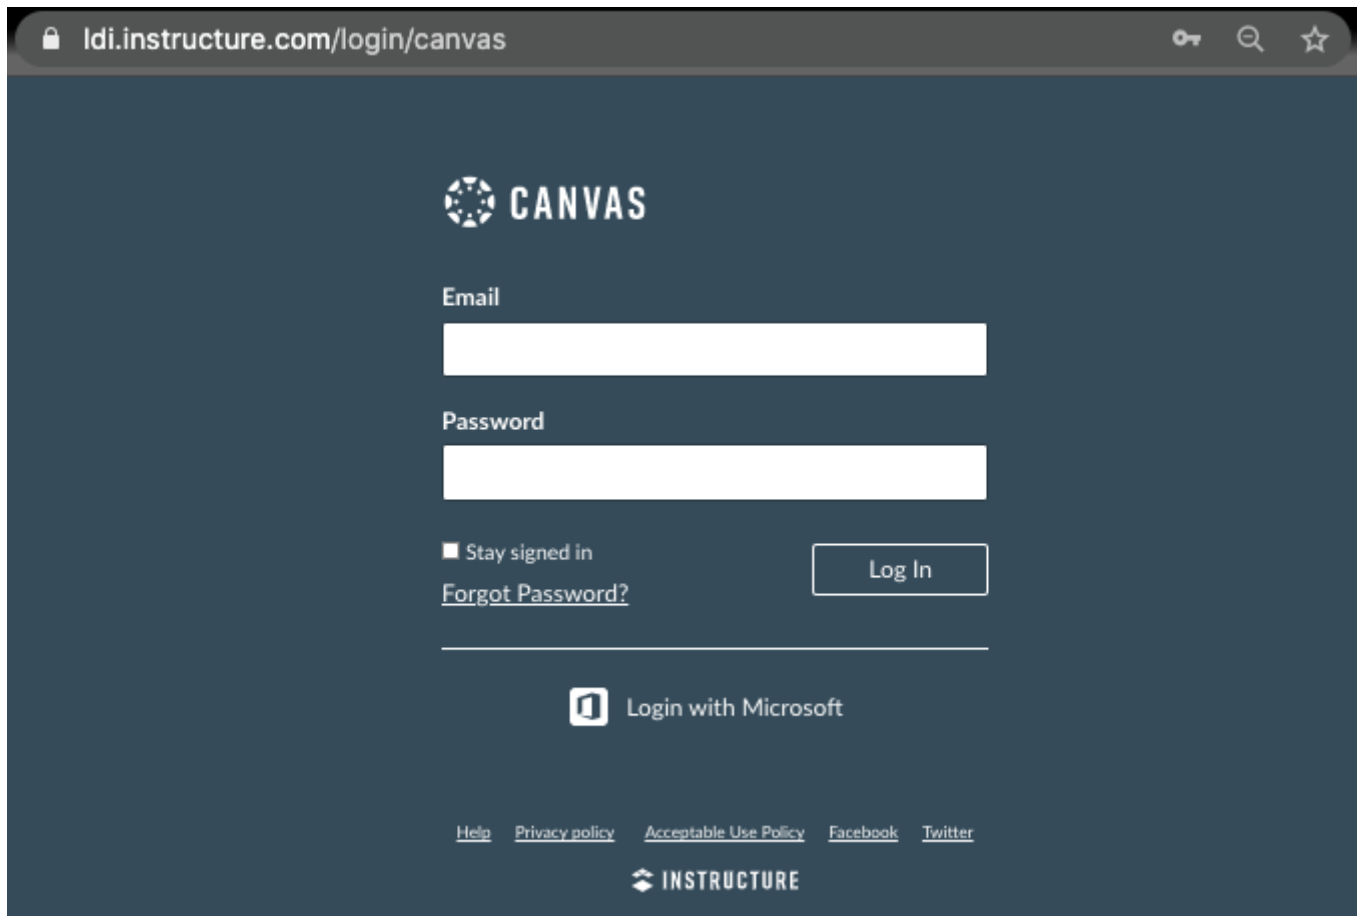 ldi.instructure.com/login/canvas
CANVAS
Email
Password
Stay signed in
Log In
Forgot Password?
Login with Microsoft
Help Privacy policy Acceptable Use Policy Facebook Twitter
INSTRUCTURE